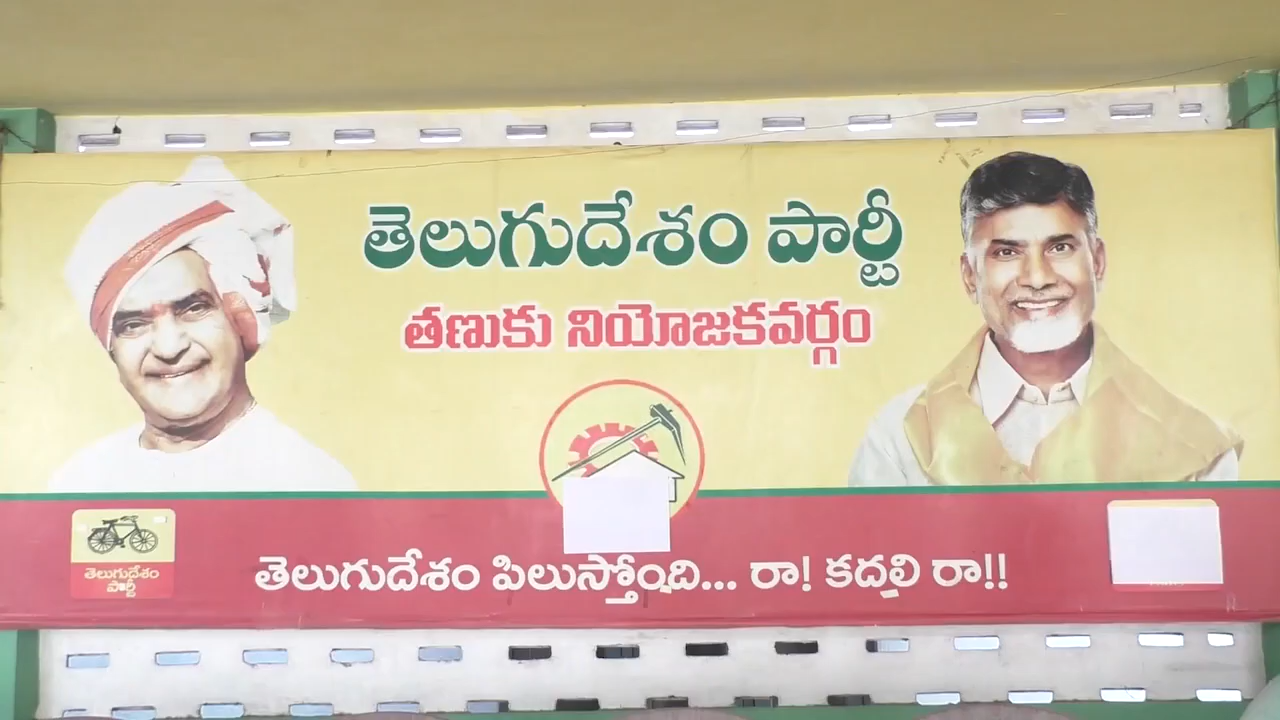 తెలుగుదేశం పార్టీ
తణుకు నియోజకవర్గం
తెలుగుదేశం పిలుస్తోంది... రా! కదలి రా!!
తెలుగుదేశం
పార్టీ